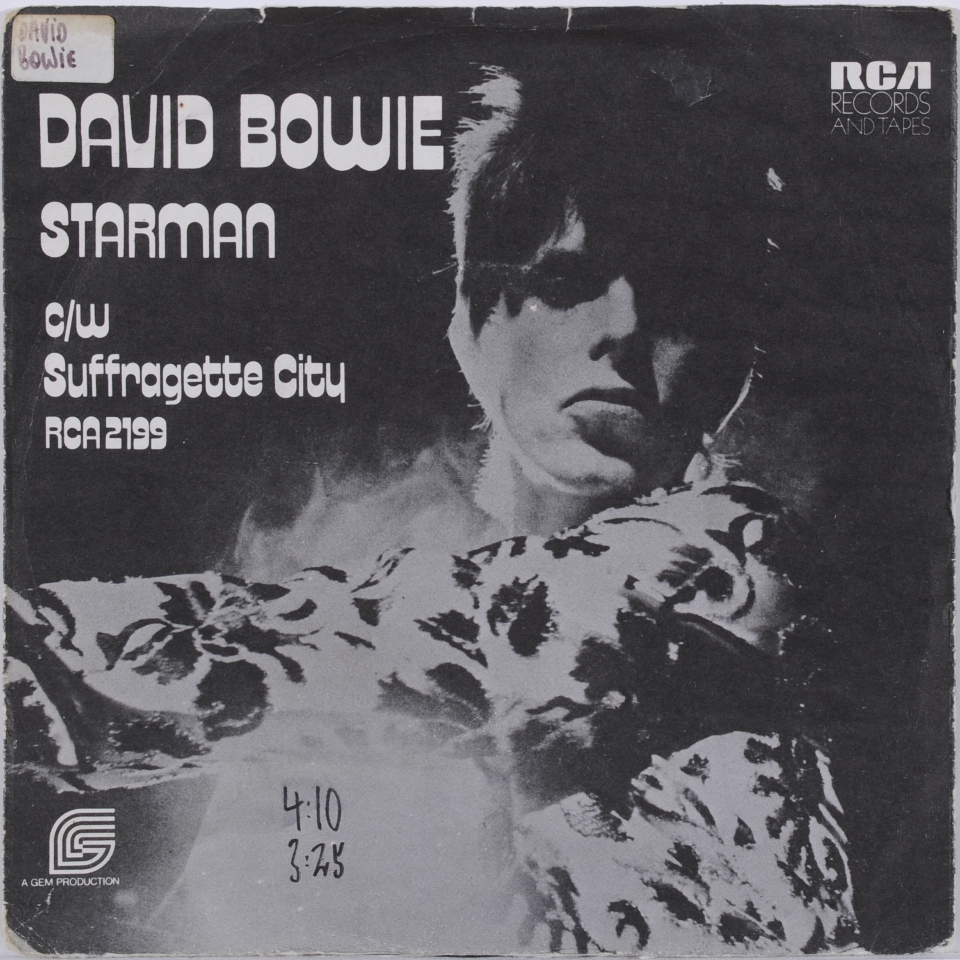 DAVID
BOWIE
DAVID BOWIE
STARMAN
c/w
Suffragette City
RCA 2199
RCA
RECORDS
AND TAPES
4:10
3:25
A GEM PRODUCTION